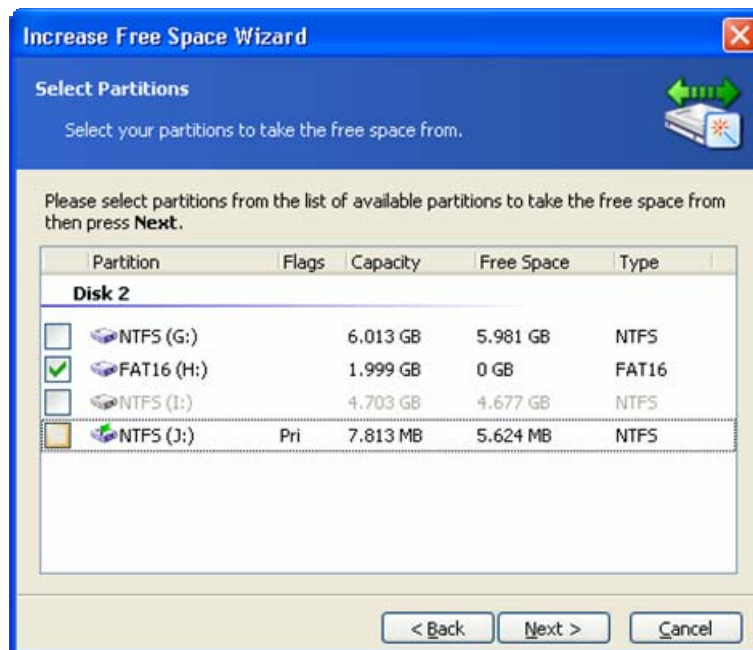 Increase Free Space Wizard
Select Partitions
Select your partitions to take the free space from.
Please select partitions from the list of available partitions to take the free space from
then press Next.
Partition Flags Capacity Free Space Type
Disk 2
NTFS (G:) 6.013 GB 5.981 GB NTFS
FAT16 (H:) 1.999 GB 0 GB FAT16
NTFS (I:) 4.703 GB 4.677 GB NTFS
NTFS (J:) Pri 7.813 MB 5.624 MB NTFS
< Back Next > Cancel